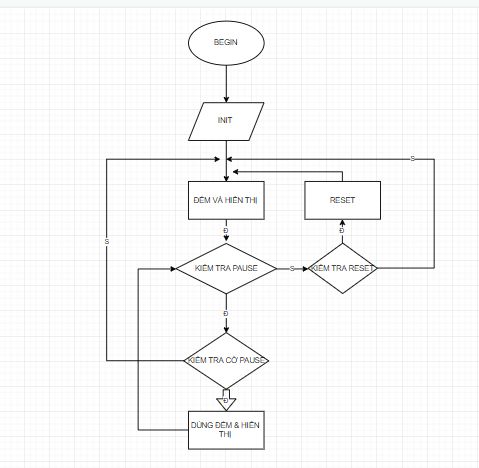 BEGIN
INIT
S
ĐẾM VÀ HIỂN THỊ
RESET
Đ
Đ
S
KIỂM TRA PAUSE
S
KIỂM TRA RESET
Đ
KIỂM TRA CỜ PAUSE
Đ
DỪNG ĐẾM & HIỂN
THỊ